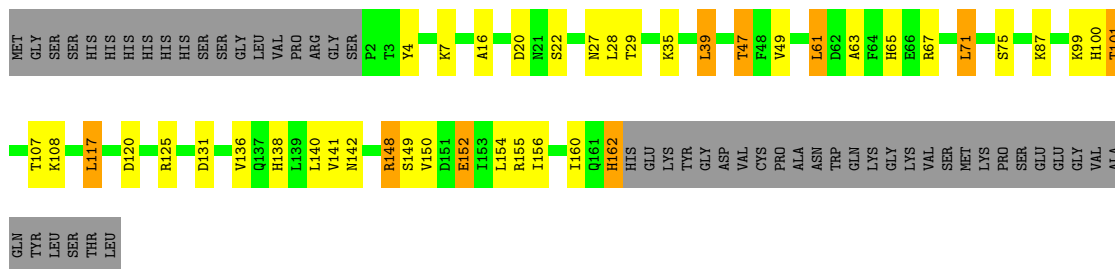 MET GLY SER SER HIS HIS HIS HIS HIS HIS SER SER GLY LEU VAL PRO ARG GLY SER P2 T3 Y4 K7 A16 D20 N21 S22 N27 L28 T29 K35 L39 T47 F48 V49 L61 D62 A63 F64 H65 E66 R67 L71 S75 K87 K99 H100 T101
T107 K108 L117 D120 R125 D131 V136 Q137 H138 L139 L140 V141 N142 R148 S149 V150 D151 E152 I153 L154 R155 I156 I160 Q161 H162 HIS GLU LYS TYR GLY ASP VAL CYS PRO ALA ASN TRP GLN LYS GLY LYS VAL SER MET LYS PRO SER GLU GLU GLY VAL ALA
GLN TYR LEU SER THR LEU